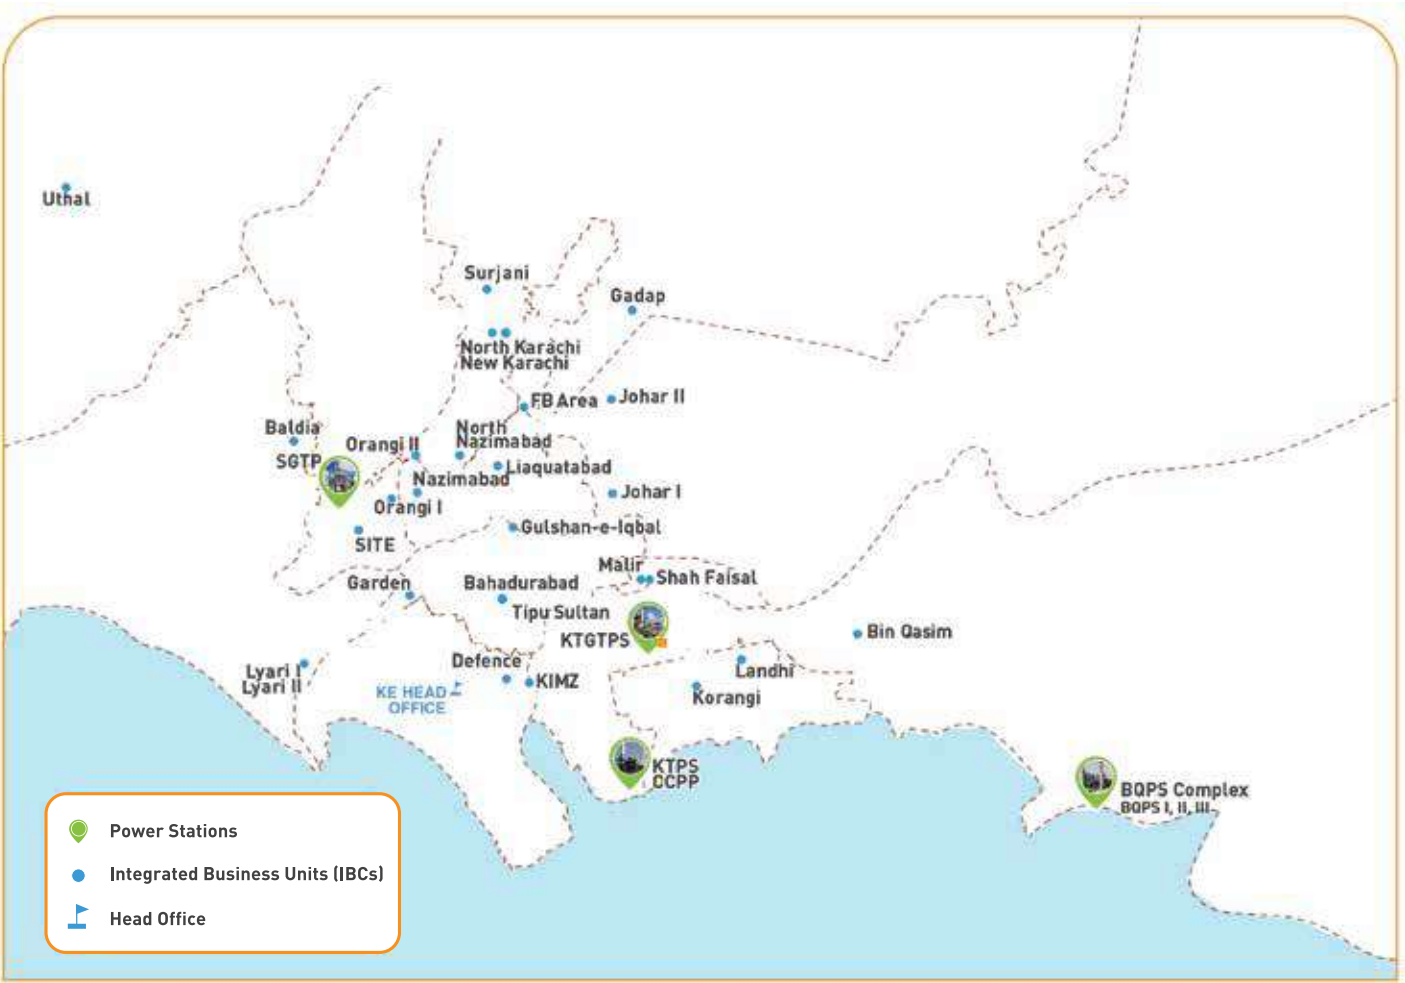 Uthal
Surjani
Gadap
North Karachi
New Karachi
FB Area
Johar II
Baldia
North
Nazimabad
Orangi II
SGTP
Liaquatabad
Nazimabad
Johar I
Orangi I
Gulshan-e-Iqbal
SITE
Malir
Shah Faisal
Garden
Bahadurabad
Tipu Sultan
KTGTPS
Bin Qasim
Defence
Lyari I
Lyari II
KE HEAD
OFFICE
KIMZ
Landhi
Korangi
KTPS
CCPP
BQPS Complex
BQPS I, II, III
Power Stations
Integrated Business Units (IBCs)
Head Office